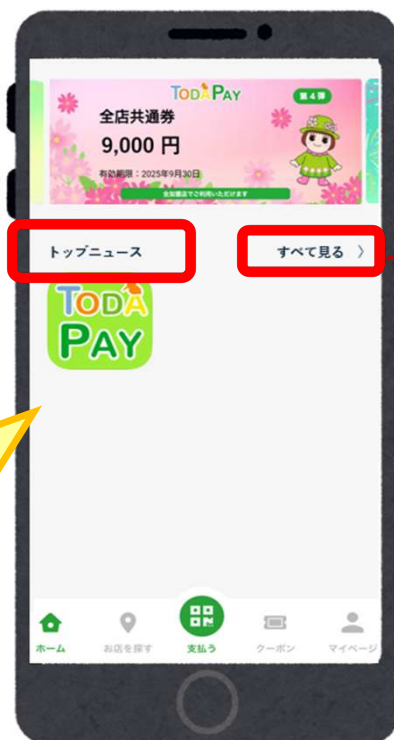 TODAPAY
第4弾
全店共通券
9,000 円
有効期限：2025年9月30日
全加盟店でご利用いただけます
トップニュース
すべて見る 〉
TODA
PAY
ホーム
お店を探す
支払う
クーポン
マイページ